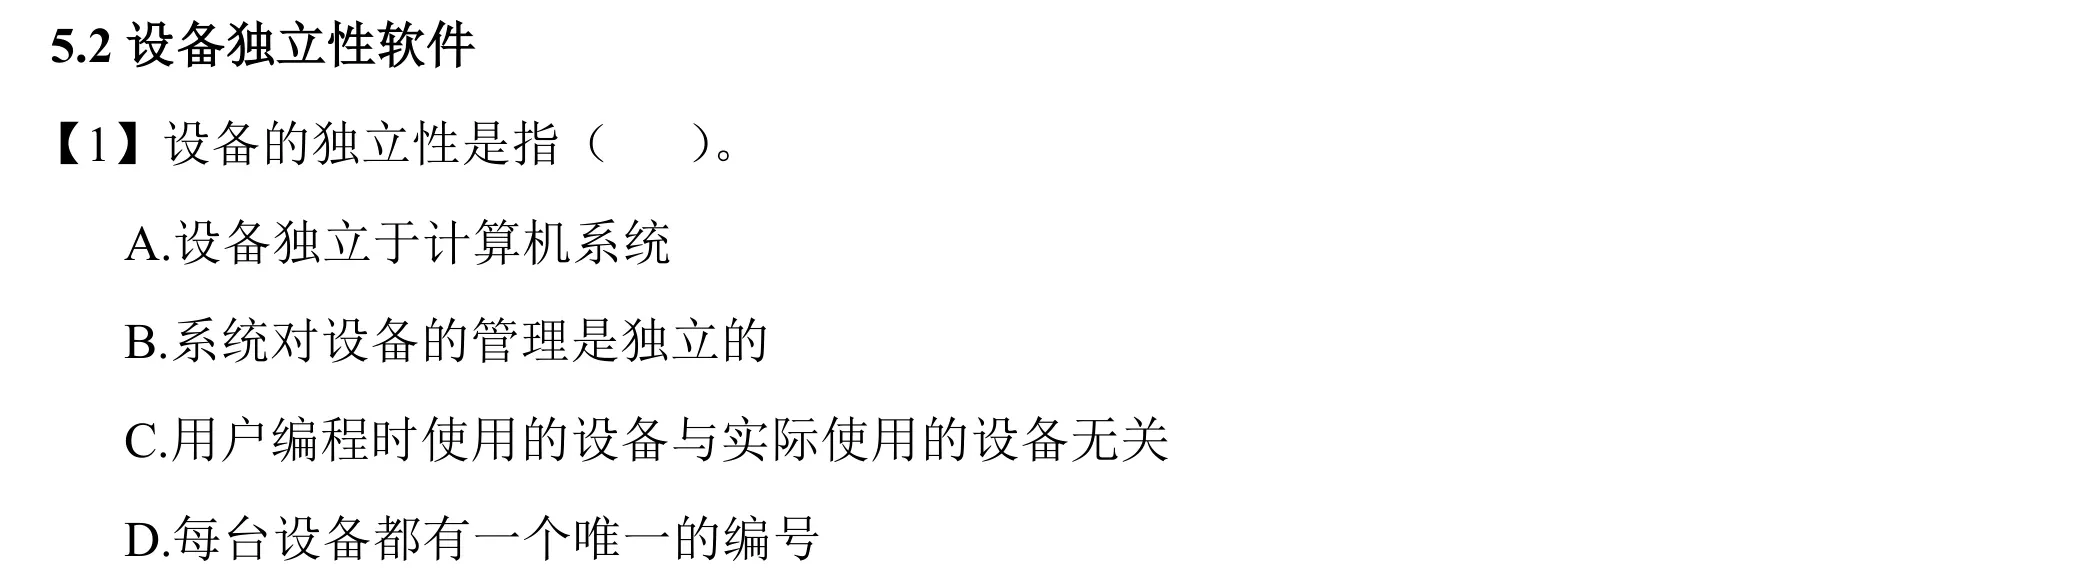 5.2 设备独立性软件
【1】设备的独立性是指（　　）。
A.设备独立于计算机系统
B.系统对设备的管理是独立的
C.用户编程时使用的设备与实际使用的设备无关
D.每台设备都有一个唯一的编号